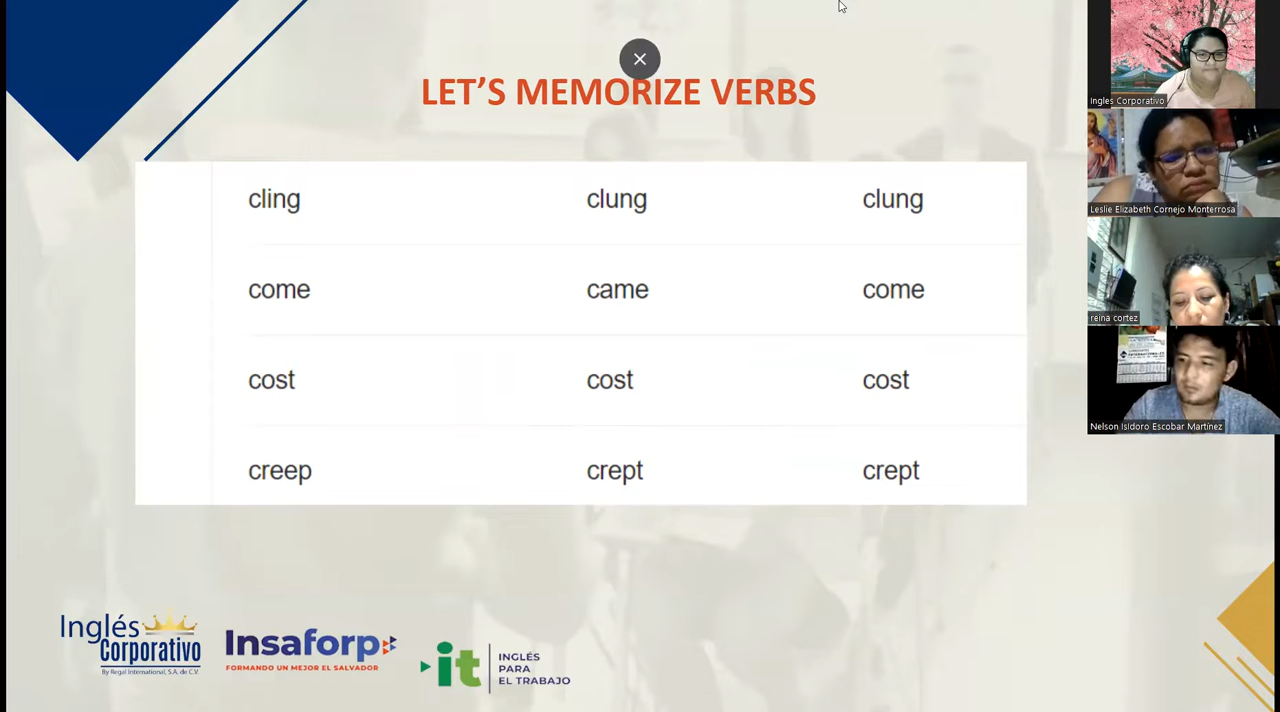 LET'S MEMORIZE VERBS
cling clung clung
come came come
cost cost cost
creep crept crept
Inglés
Corporativo
By Regal International, S.A. de C.V.
Insaforp
FORMANDO UN MEJOR EL SALVADOR
it
INGLÉS
PARA
EL TRABAJO
Ingles Corporativo
Leslie Elizabeth Cornejo Monterrosa
reina cortez
Nelson Isidoro Escobar Martínez